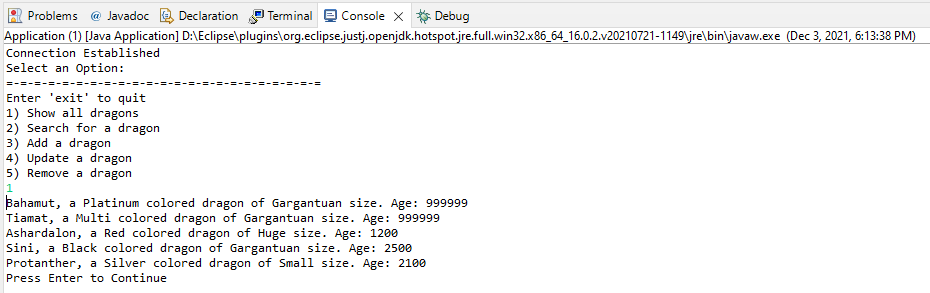 Problems @ Javadoc Declaration Terminal Console Debug
Application (1) [Java Application] D:\Eclipse\plugins\org.eclipse.justj.openjdk.hotspot.jre.full.win32.x86_64_16.0.2.v20210721-1149\jre\bin\javaw.exe (Dec 3, 2021, 6:13:38 PM)
Connection Established
Select an Option:
=-=-=-=-=-=-=-=-=-=-=-=-=-=-=-=-=-=-=-=-=-=-=
Enter 'exit' to quit
1) Show all dragons
2) Search for a dragon
3) Add a dragon
4) Update a dragon
5) Remove a dragon
1
Bahamut, a Platinum colored dragon of Gargantuan size. Age: 999999
Tiamat, a Multi colored dragon of Gargantuan size. Age: 999999
Ashardalon, a Red colored dragon of Huge size. Age: 1200
Sini, a Black colored dragon of Gargantuan size. Age: 2500
Protanther, a Silver colored dragon of Small size. Age: 2100
Press Enter to Continue